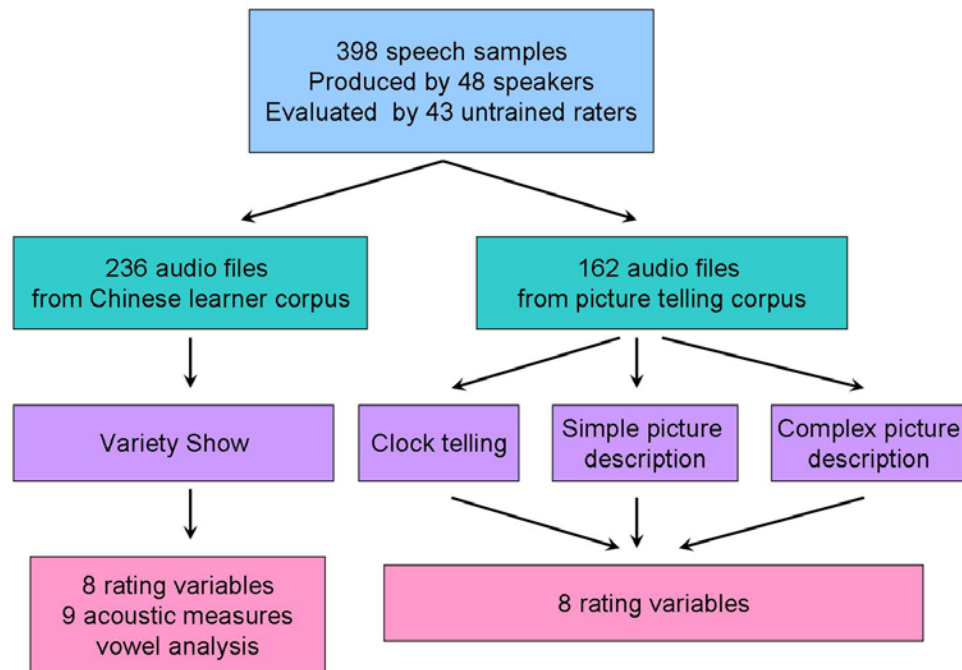 398 speech samples
Produced by 48 speakers
Evaluated by 43 untrained raters
236 audio files
from Chinese learner corpus
162 audio files
from picture telling corpus
Variety Show
Clock telling
Simple picture
description
Complex picture
description
8 rating variables
9 acoustic measures
vowel analysis
8 rating variables